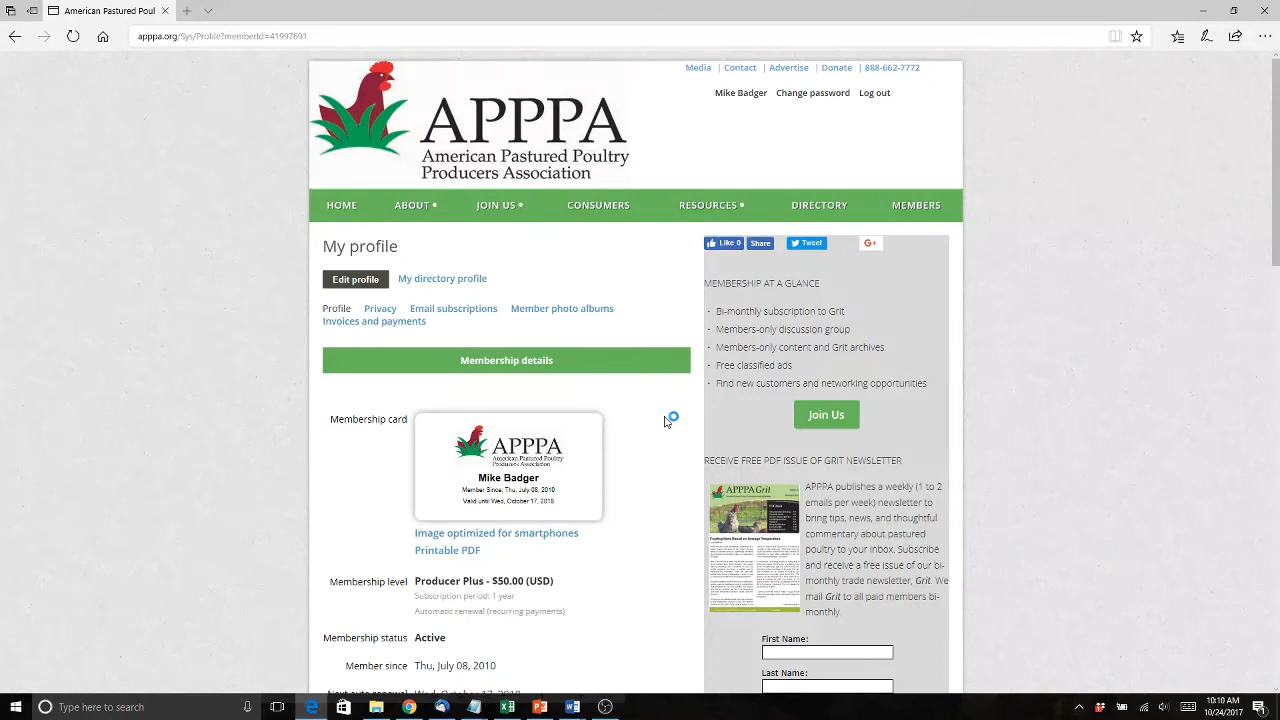 American Pastured Poul
apppa.org/Sys/Profile?memberId=41997691
Media | Contact | Advertise | Donate | 888-662-7772
Mike Badger Change password Log out
APPPA
American Pastured Poultry
Producers Association
HOME ABOUT • JOIN US • CONSUMERS RESOURCES • DIRECTORY MEMBERS
My profile
Edit profile My directory profile
Profile Privacy Email subscriptions Member photo albums
Invoices and payments
Membership details
Membership card
APPPA
American Pastured Poultry
Producers Association
Mike Badger
Member Since: Thu, July 08, 2010
Valid until Wed, October 17, 2018
Image optimized for smartphones
Printable PDF
Membership level Producer Plus - $50.00 (USD)
Subscription period: 1 year
Automatic renewal (recurring payments)
Membership status Active
Member since Thu, July 08, 2010
Next auto renewal Wed, October 17, 2018
Like 0 Share Tweet G+
MEMBERSHIP AT A GLANCE
· Bi-monthly subscription to Grit
· Members-only discussion group
· Members-only content and Grit archives
· Free classified ads
· Find new customers and networking opportunities
Join Us
RECEIVE FREE PDF ISSUE OF GRIT NEWSLETTER
APPPA Grit
APPPA publishes a weekly (1 to
2 emails per week) newsletter to
bring tips, news, and thoughtful
commentary about pastured
poultry to your inbox. Subscribe
and receive a free issue of our bi-
monthly trade newsletter, Grit. We
mail Grit to all paid members bi-
monthly.
First Name:
Last Name:
Type here to search
10:10 AM
10/24/2017